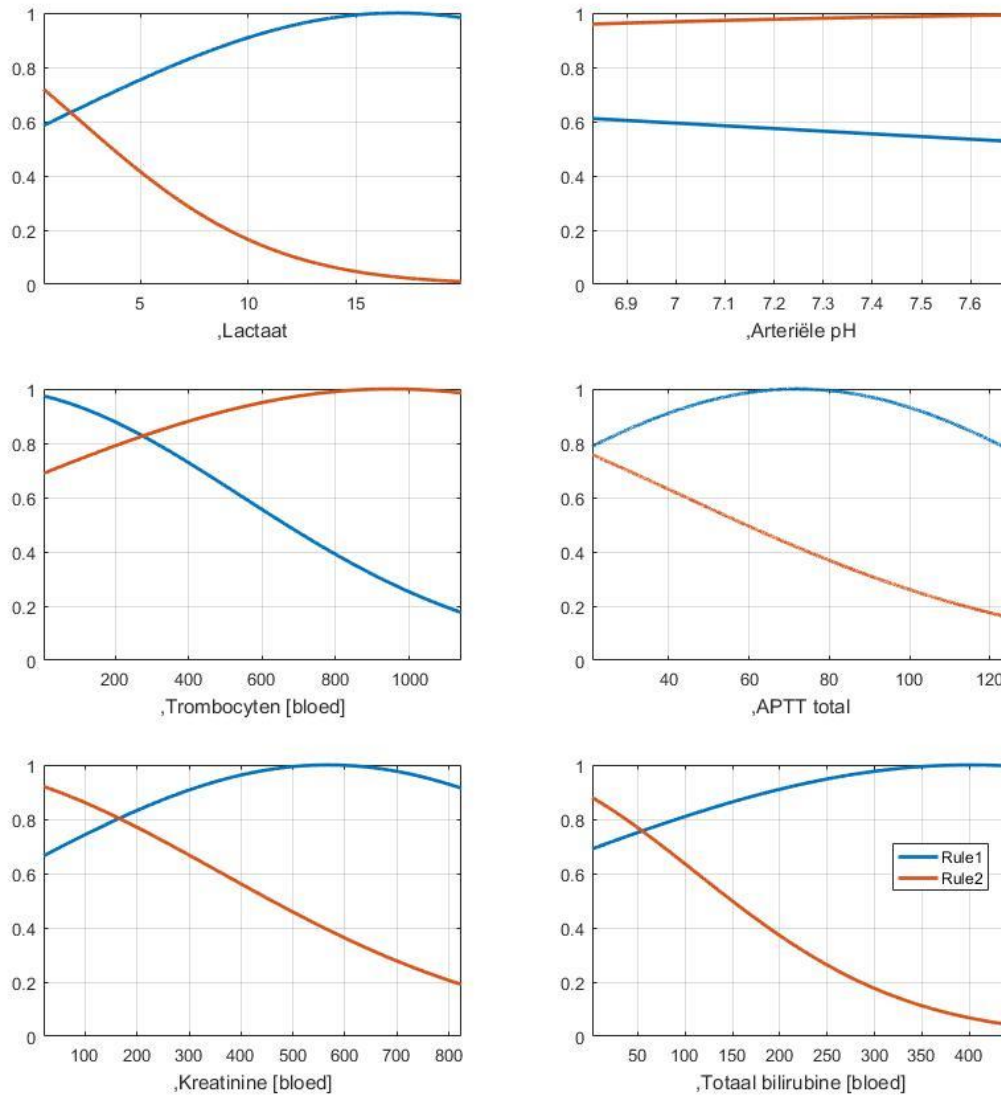 1
0.8
0.6
0.4
0.2
0
5 10 15
,Lactaat
1
0.8
0.6
0.4
0.2
0
6.9 7 7.1 7.2 7.3 7.4 7.5 7.6
,Arteriële pH
1
0.8
0.6
0.4
0.2
0
200 400 600 800 1000
,Trombocyten [bloed]
1
0.8
0.6
0.4
0.2
0
40 60 80 100 120
,APTT total
1
0.8
0.6
0.4
0.2
0
100 200 300 400 500 600 700 800
,Kreatinine [bloed]
1
0.8
0.6
0.4
0.2
0
50 100 150 200 250 300 350 400
,Totaal bilirubine [bloed]
Rule1
Rule2